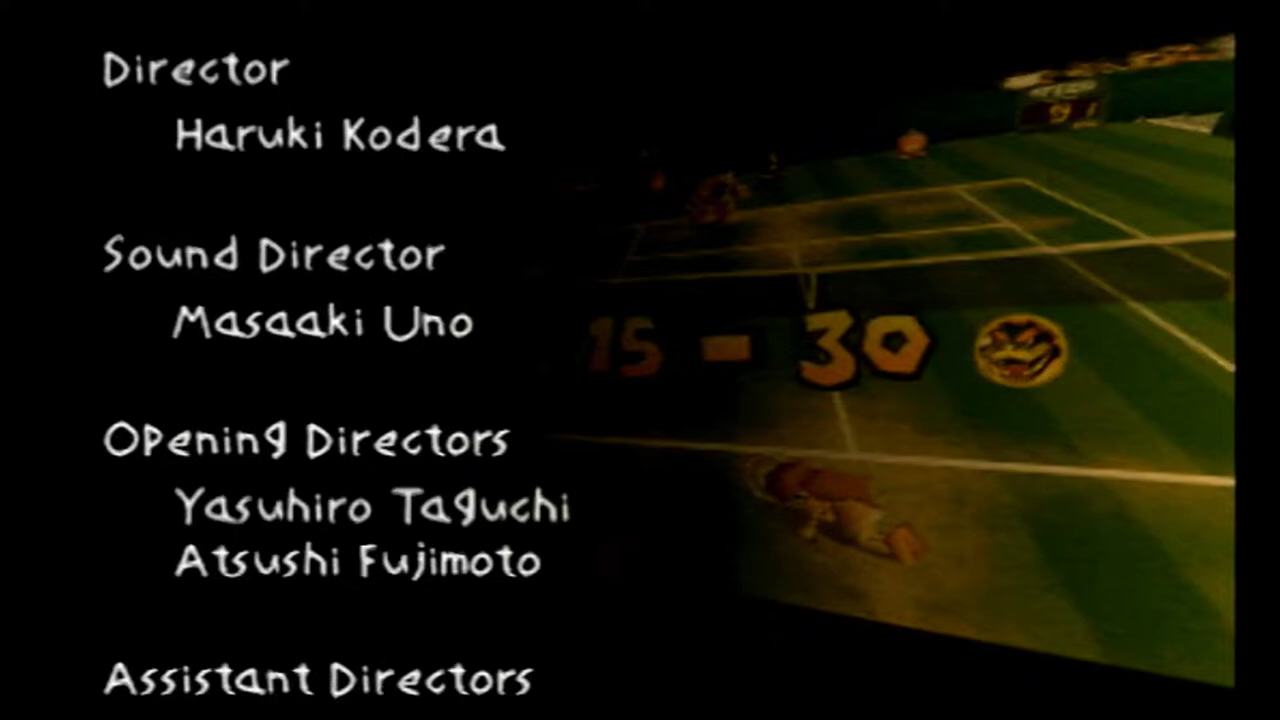 Director
Haruki Kodera
Sound Director
Masaaki Uno
15 - 30
Opening Directors
Yasuhiro Taguchi
Atsushi Fujimoto
Assistant Directors